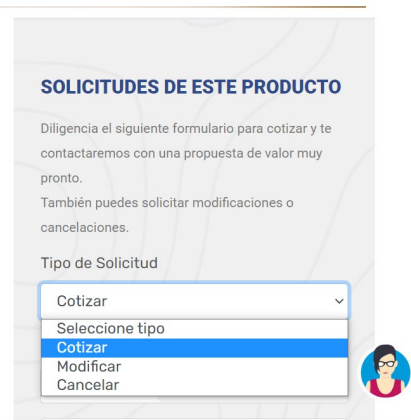 SOLICITUDES DE ESTE PRODUCTO
Diligencia el siguiente formulario para cotizar y te
contactaremos con una propuesta de valor muy
pronto.
También puedes solicitar modificaciones o
cancelaciones.
Tipo de Solicitud
Cotizar
Seleccione tipo
Cotizar
Modificar
Cancelar